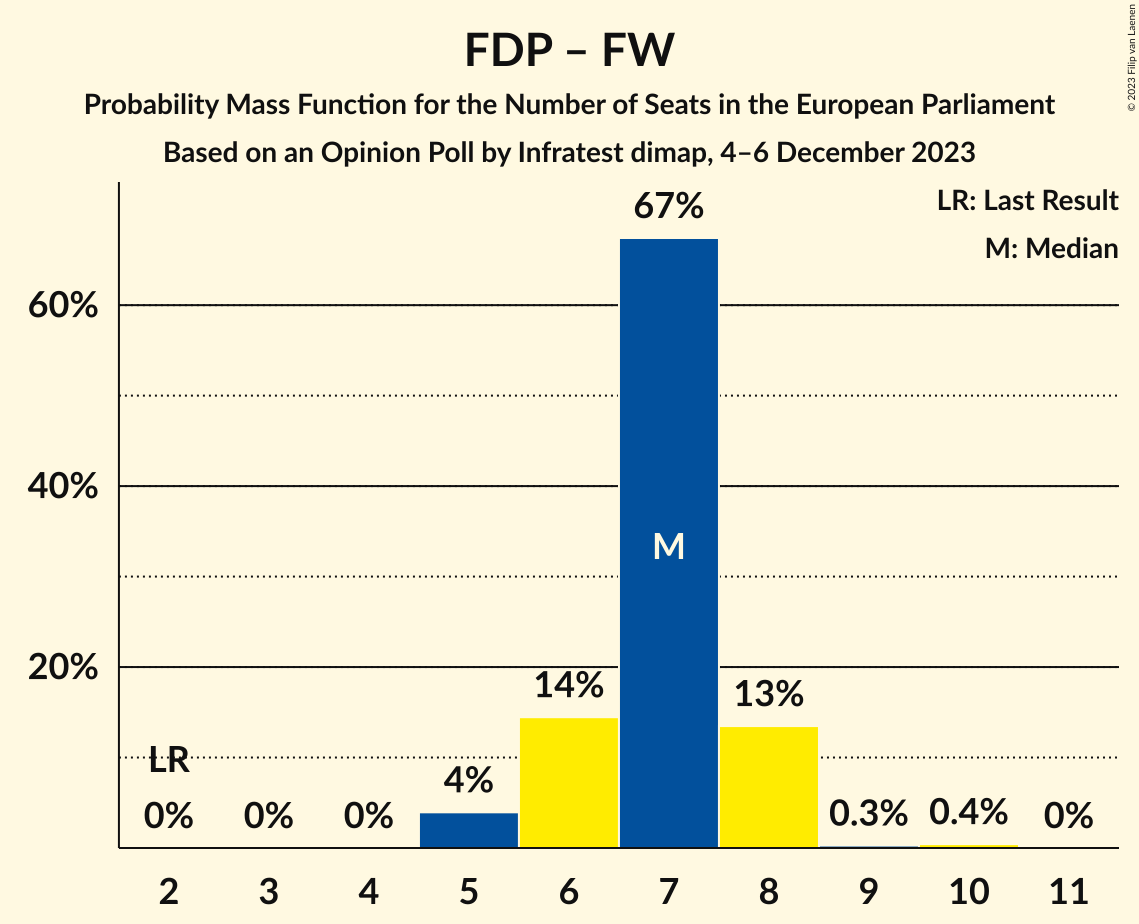 FDP – FW
Probability Mass Function for the Number of Seats in the European Parliament
Based on an Opinion Poll by Infratest dimap, 4–6 December 2023
© 2023 Filip van Laenen
LR: Last Result
M: Median
67%
60%
40%
M
20%
14%
13%
LR
4%
0%
0%
0%
0.3%
0.4%
0%
2 3 4 5 6 7 8 9 10 11